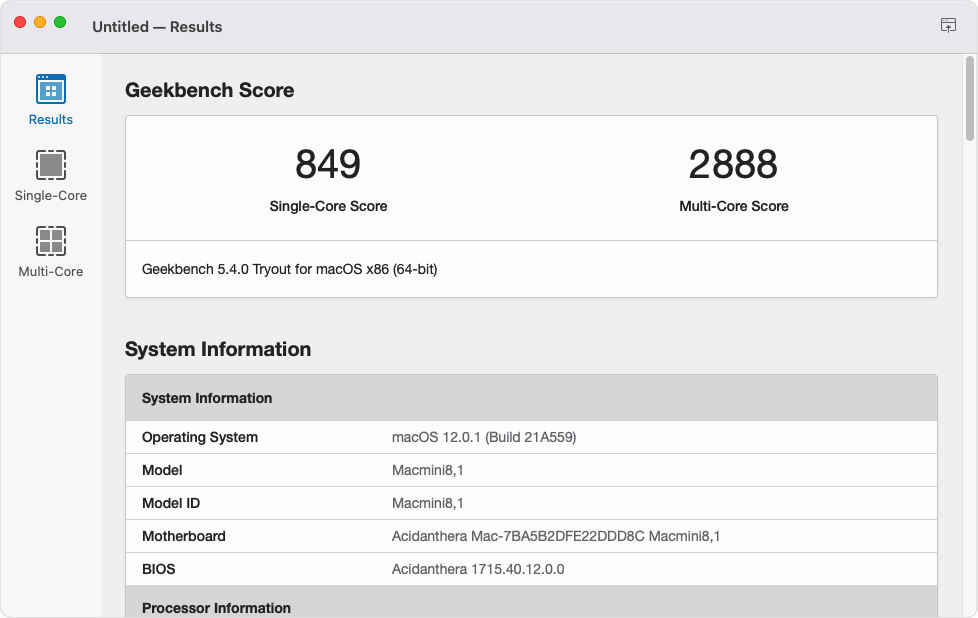 Untitled — Results
Results
Single-Core
Multi-Core
Geekbench Score
849
Single-Core Score
2888
Multi-Core Score
Geekbench 5.4.0 Tryout for macOS x86 (64-bit)
System Information
System Information
Operating System macOS 12.0.1 (Build 21A559)
Model Macmini8,1
Model ID Macmini8,1
Motherboard Acidanthera Mac-7BA5B2DFE22DDD8C Macmini8,1
BIOS Acidanthera 1715.40.12.0.0
Processor Information